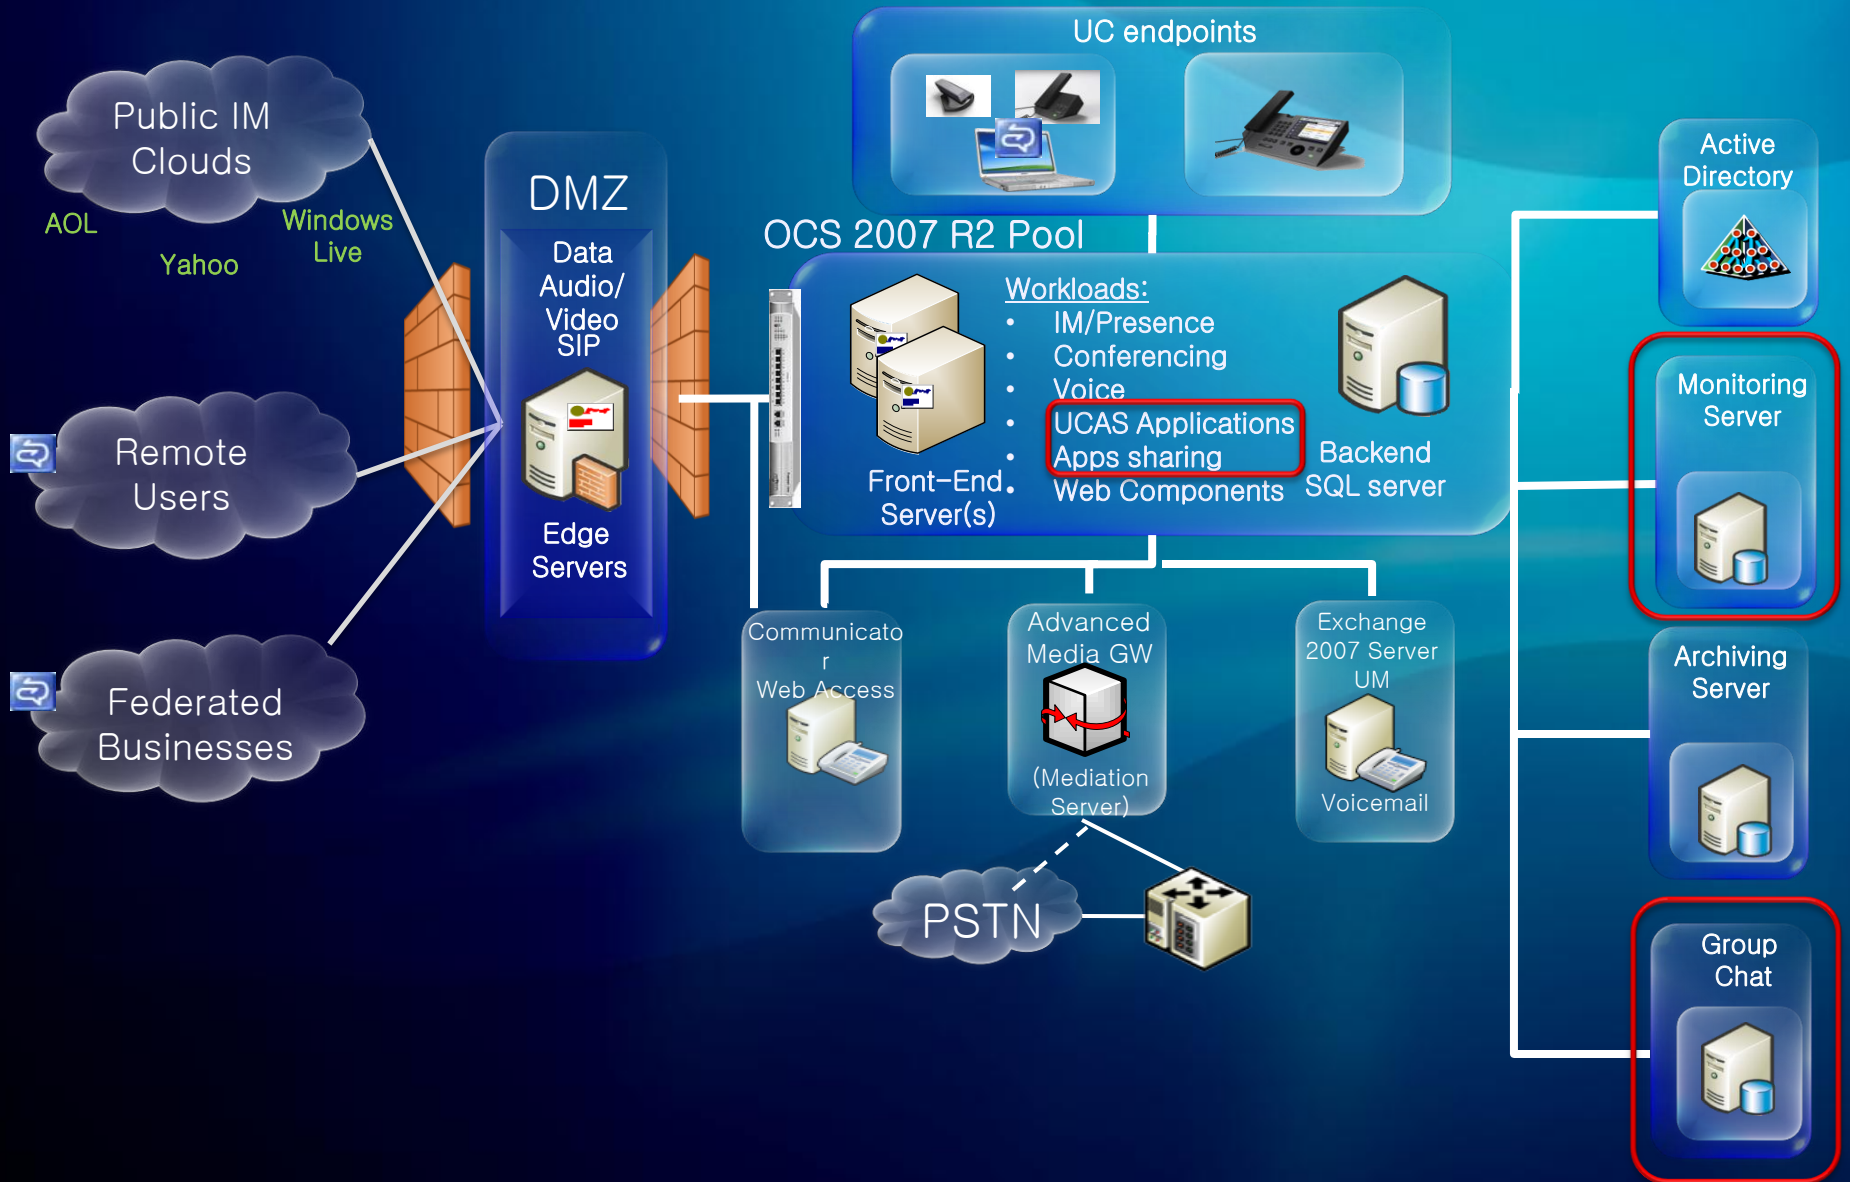 UC endpoints
Public IM
Clouds
AOL
Yahoo
Windows
Live
Remote
Users
Federated
Businesses
DMZ
Data
Audio/
Video
SIP
Edge
Servers
OCS 2007 R2 Pool
Front-End
Server(s)
Workloads:
• IM/Presence
• Conferencing
• Voice
• UCAS Applications
• Apps sharing
• Web Components
Backend
SQL server
Communicato
r
Web Access
Advanced
Media GW
(Mediation
Server)
Exchange
2007 Server
UM
Voicemail
PSTN
Active
Directory
Monitoring
Server
Archiving
Server
Group
Chat